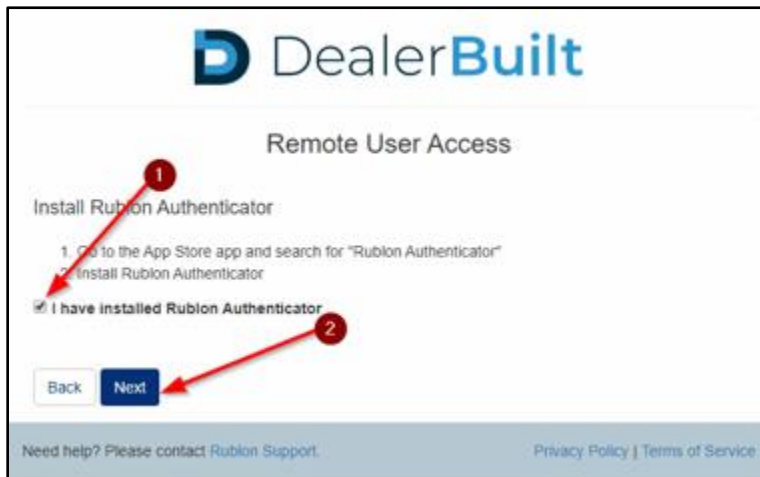 DealerBuilt
Remote User Access
1
Install Rublon Authenticator
1. Go to the App Store app and search for "Rublon Authenticator"
2. Install Rublon Authenticator
I have installed Rublon Authenticator
2
Back Next
Need help? Please contact Rublon Support. Privacy Policy | Terms of Service